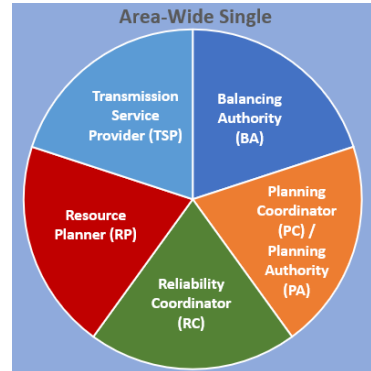 Area-Wide Single
Transmission
Service
Provider (TSP)
Balancing
Authority
(BA)
Planning
Coordinator
(PC) /
Planning
Authority
(PA)
Reliability
Coordinator
(RC)
Resource
Planner (RP)